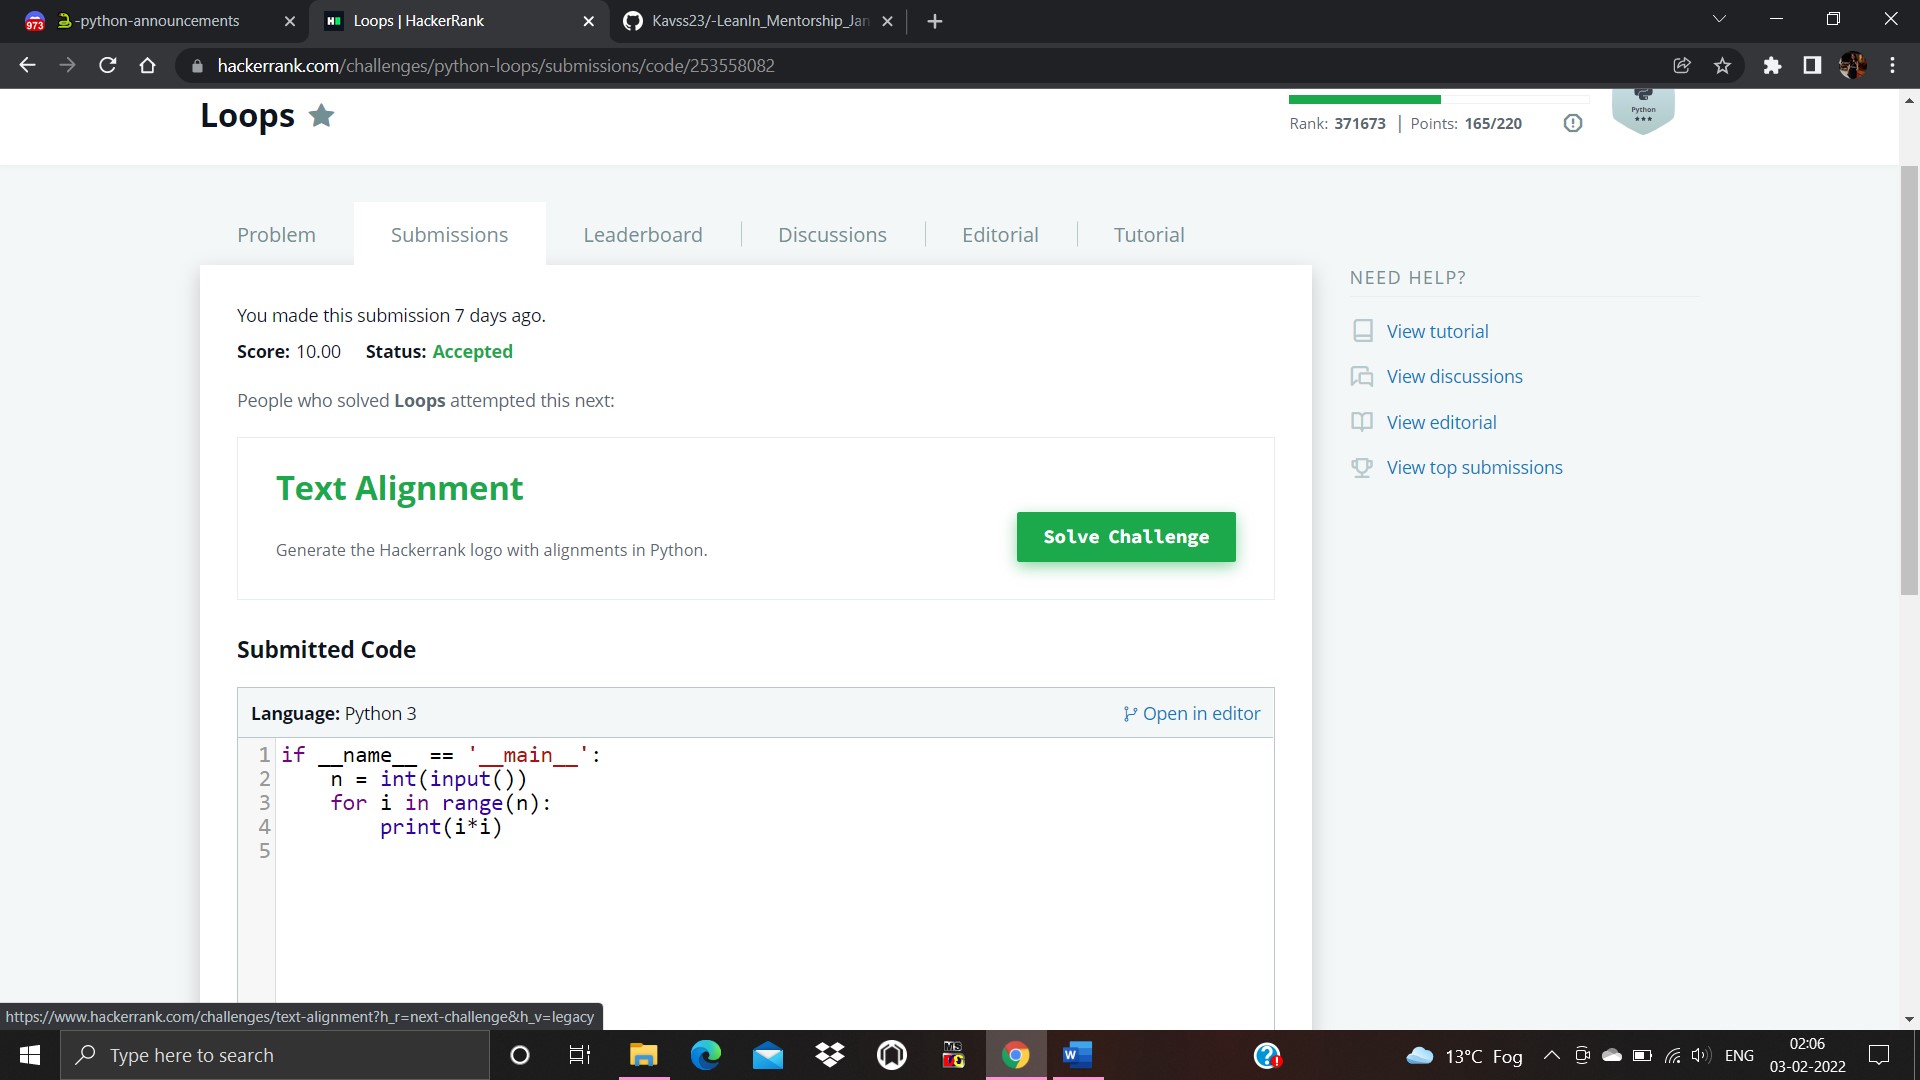 973
-python-announcements
Loops | HackerRank
Kavss23/-LeanIn_Mentorship_Jan
hackerrank.com/challenges/python-loops/submissions/code/253558082
Loops
Rank: 371673 | Points: 165/220
Python
Problem
Submissions
Leaderboard
Discussions
Editorial
Tutorial
You made this submission 7 days ago.
Score: 10.00 Status: Accepted
People who solved Loops attempted this next:
Text Alignment
Generate the Hackerrank logo with alignments in Python.
Solve Challenge
Submitted Code
Language: Python 3
Open in editor
1 if __name__ == '__main__':
2 n = int(input())
3 for i in range(n):
4 print(i*i)
5
NEED HELP?
View tutorial
View discussions
View editorial
View top submissions
https://www.hackerrank.com/challenges/text-alignment?h_r=next-challenge&h_v=legacy
Type here to search
13°C Fog
ENG
02:06
03-02-2022